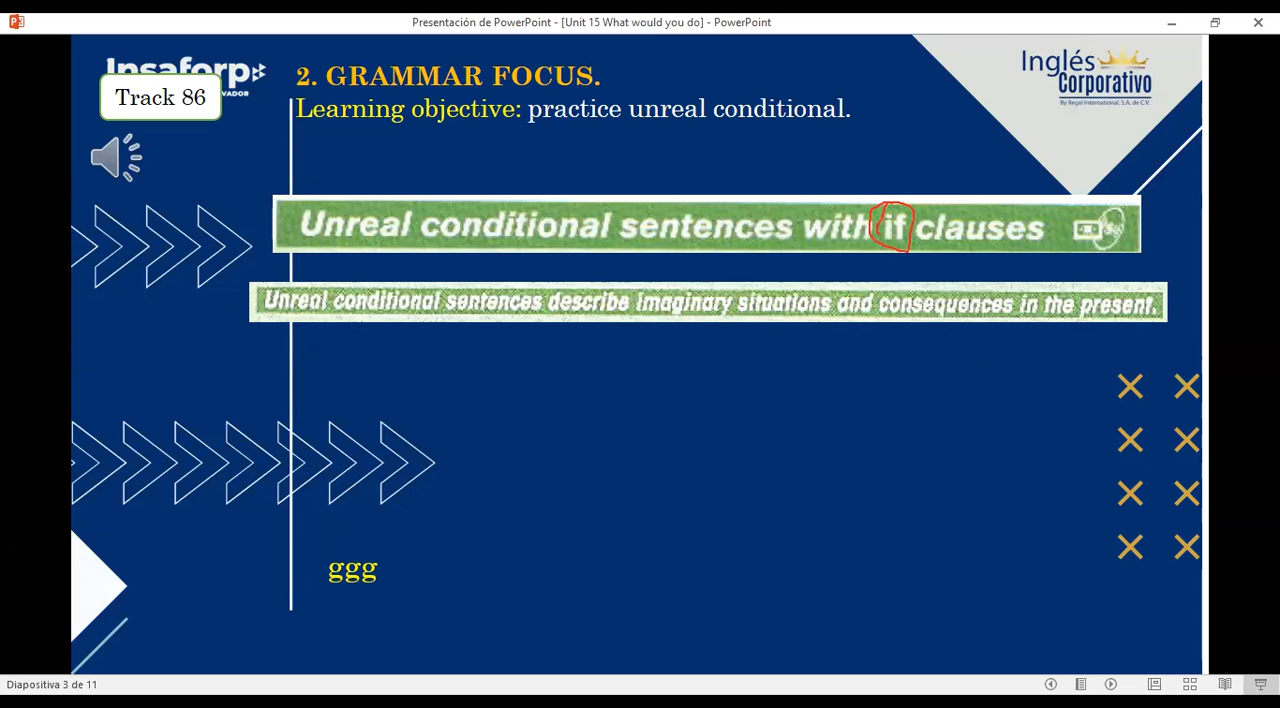 Presentación de PowerPoint - [Unit 15 What would you do] - PowerPoint
Insaforp
VADOR
Track 86
2. GRAMMAR FOCUS.
Learning objective: practice unreal conditional.
Inglés
Corporativo
By Regal International, S.A. de C.V.
Unreal conditional sentences with if clauses
Unreal conditional sentences describe imaginary situations and consequences in the present.
ggg
Diapositiva 3 de 11